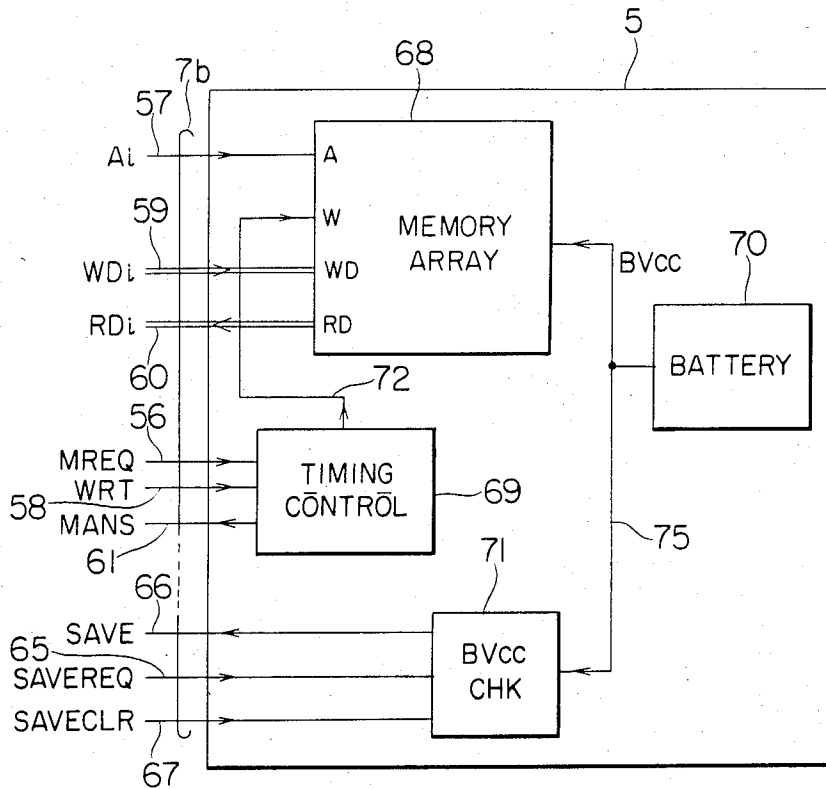 5
7b
68
57
Ai
A
W
MEMORY
ARRAY
59
WDi
WD
BVcc
70
RDi
RD
BATTERY
60
72
56
MREQ
TIMING
CŌNTRŌL
WRT
69
58
MANS
61
75
71
66
SAVE
BVcc
CHK
65
SAVEREQ
SAVECLR
67